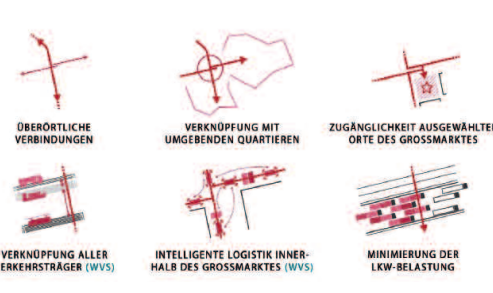 ÜBERÖRTLICHE
VERBINDUNGEN
VERKNÜPFUNG MIT
UMGEBENDEN QUARTIEREN
ZUGÄNGLICHKEIT AUSGEWÄHLTER
ORTE DES GROSSMARKTES
VERKNÜPFUNG ALLER
ERKEHRSTRÄGER (WVS)
INTELLIGENTE LOGISTIK INNER-
HALB DES GROSSMARKTES (WVS)
MINIMIERUNG DER
LKW-BELASTUNG